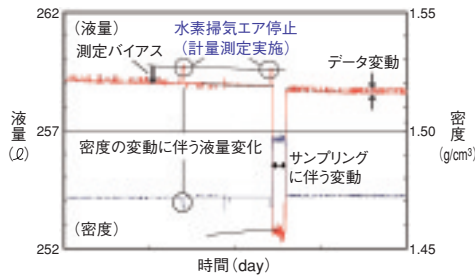 (液量)
測定バイアス
水素掃気エア停止
(計量測定実施)
データ変動
密度の変動に伴う液量変化
サンプリング
に伴う変動
(密度)
262
257
252
液量
(ℓ)
1.55
1.50
1.45
密度
(g/cm³)
時間(day)